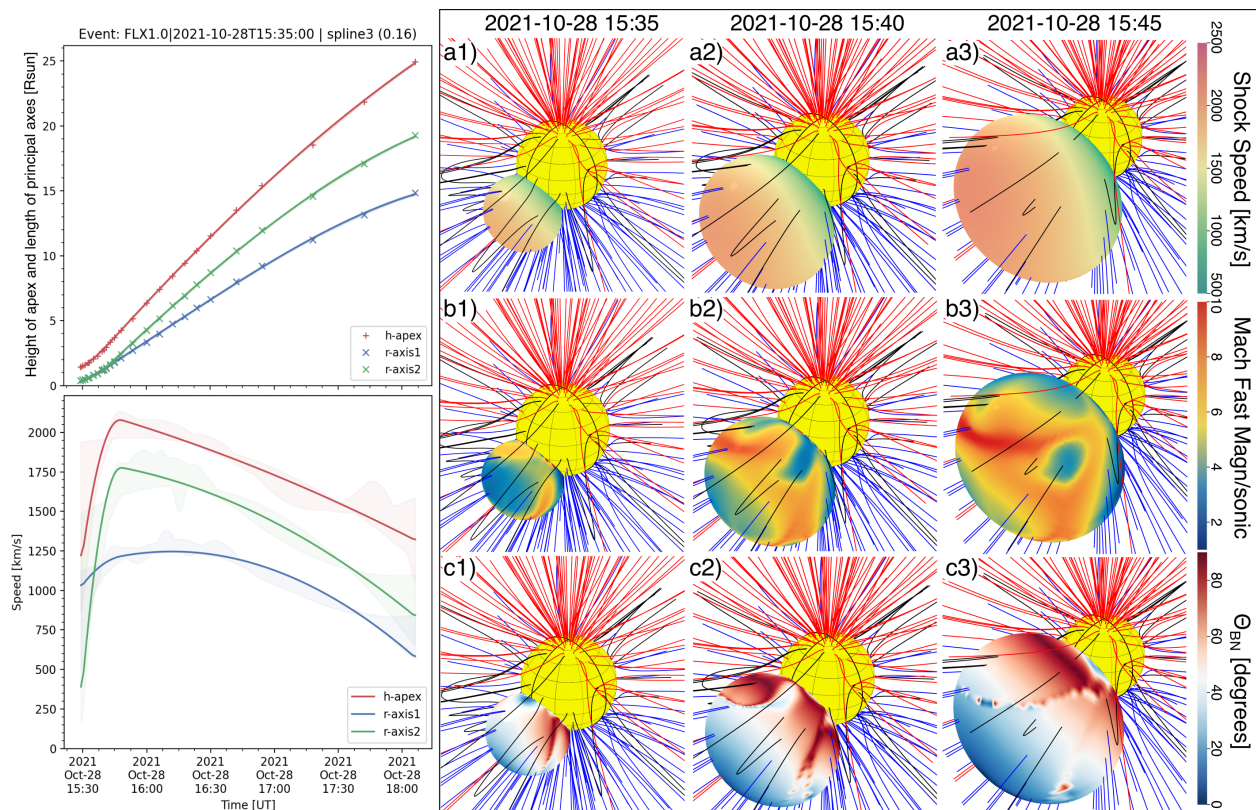 Event: FLX1.0|2021-10-28T15:35:00 | spline3 (0.16)
Height of apex and length of principal axes [Rsun]
25
20
15
10
5
0
h-apex
r-axis1
r-axis2
Speed [km/s]
2000
1750
1500
1250
1000
750
500
250
0
h-apex
r-axis1
r-axis2
2021
Oct-28
15:30
2021
Oct-28
16:00
2021
Oct-28
16:30
2021
Oct-28
17:00
2021
Oct-28
17:30
2021
Oct-28
18:00
Time [UT]
2021-10-28 15:35
2021-10-28 15:40
2021-10-28 15:45
a1)
a2)
a3)
2500
2000
1500
1000
500
Shock Speed [km/s]
b1)
b2)
b3)
10
8
6
4
2
Mach Fast Magn/sonic
c1)
c2)
c3)
80
60
40
20
0
Θ_BN [degrees]